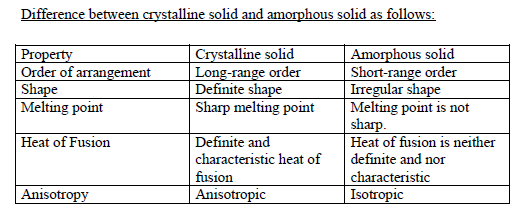 Difference between crystalline solid and amorphous solid as follows:
Property Crystalline solid Amorphous solid
Order of arrangement Long-range order Short-range order
Shape Definite shape Irregular shape
Melting point Sharp melting point Melting point is not
sharp.
Heat of Fusion Definite and Heat of fusion is neither
characteristic heat of definite and nor
fusion characteristic
Anisotropy Anisotropic Isotropic